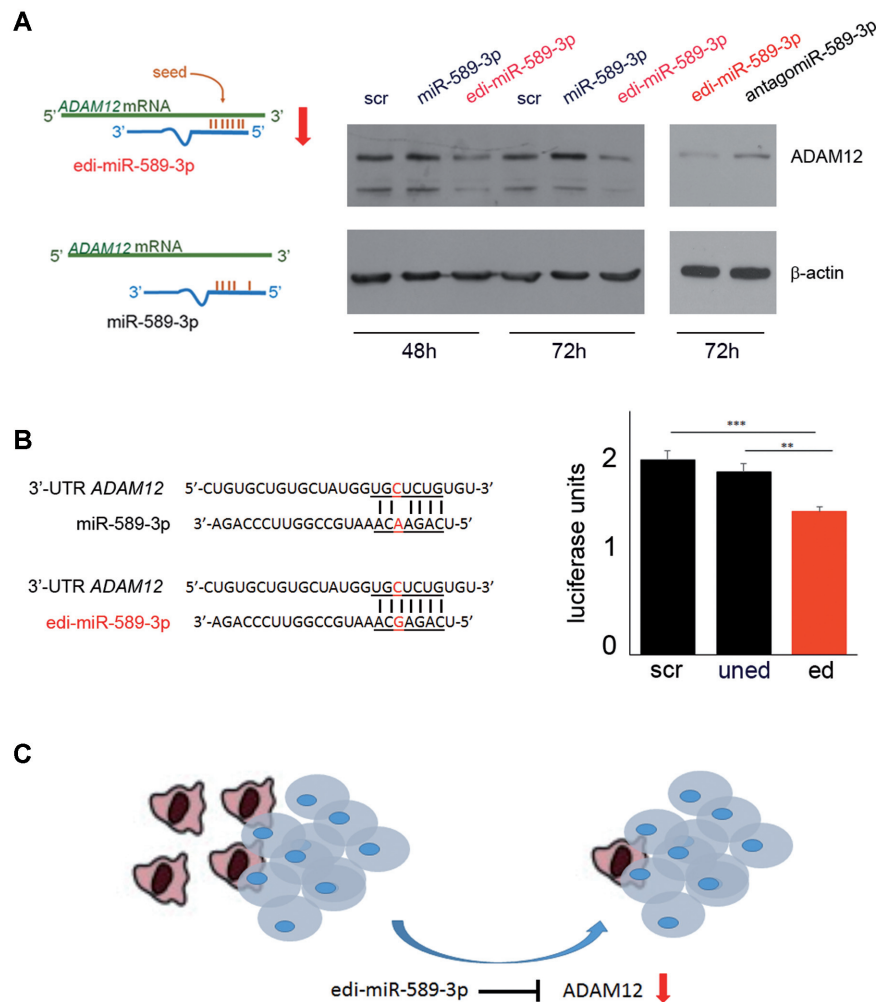 A
seed
5' ADAM12 mRNA 3'
3' 5'
edi-miR-589-3p
5' ADAM12 mRNA 3'
3' 5'
miR-589-3p
scr miR-589-3p edi-miR-589-3p scr miR-589-3p edi-miR-589-3p edi-miR-589-3p antagomiR-589-3p
ADAM12
β-actin
48h 72h 72h
B
3'-UTR ADAM12 5'-CUGUGCUGUGCUAUGGUGCUCUGUGU-3'
miR-589-3p 3'-AGACCCUUGGCCGUAAACAAGACU-5'
3'-UTR ADAM12 5'-CUGUGCUGUGCUAUGGUGCUCUGUGU-3'
edi-miR-589-3p 3'-AGACCCUUGGCCGUAAACGAGACU-5'
luciferase units
2
1
0
***
**
scr uned ed
C
edi-miR-589-3p ADAM12